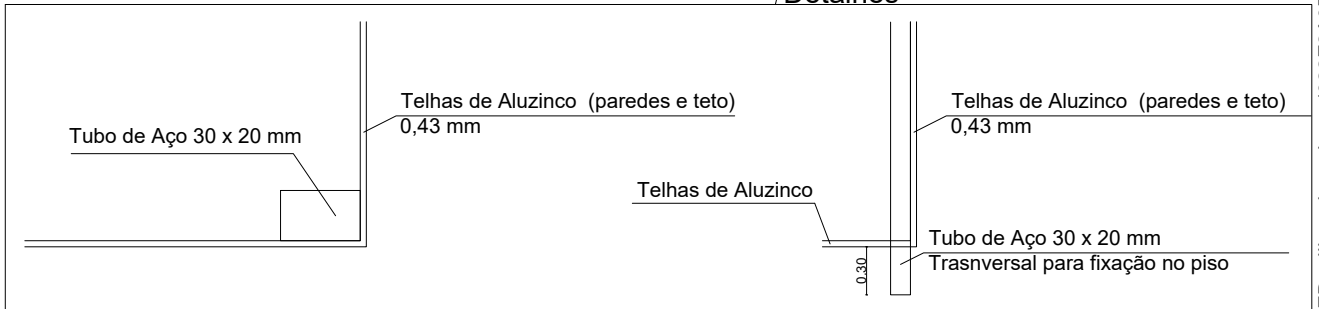 Detalhes
Telhas de Aluzinco (paredes e teto)
0,43 mm
Tubo de Aço 30 x 20 mm
Telhas de Aluzinco (paredes e teto)
0,43 mm
Telhas de Aluzinco
Tubo de Aço 30 x 20 mm
Trasnversal para fixação no piso
0.30